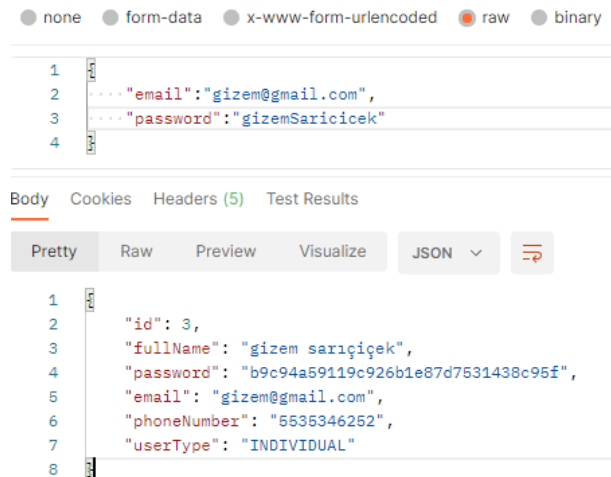 none form-data x-www-form-urlencoded raw binary
1 {
2 "email":"gizem@gmail.com",
3 "password":"gizemSaricicek"
4 }
Body Cookies Headers (5) Test Results
Pretty Raw Preview Visualize JSON
1 {
2 "id": 3,
3 "fullName": "gizem sarıçiçek",
4 "password": "b9c94a59119c926b1e87d7531438c95f",
5 "email": "gizem@gmail.com",
6 "phoneNumber": "5535346252",
7 "userType": "INDIVIDUAL"
8 }